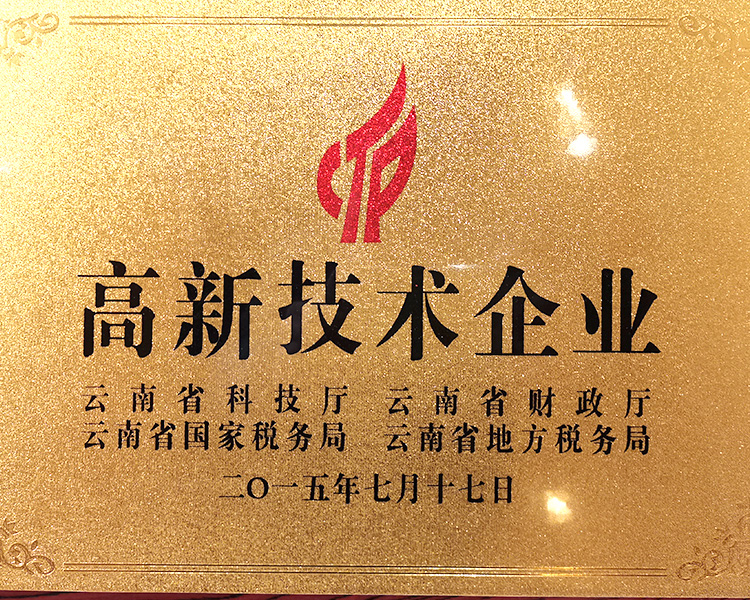 高新技术企业
云南省科技厅 云南省财政厅
云南省国家税务局 云南省地方税务局
二〇一五年七月十七日